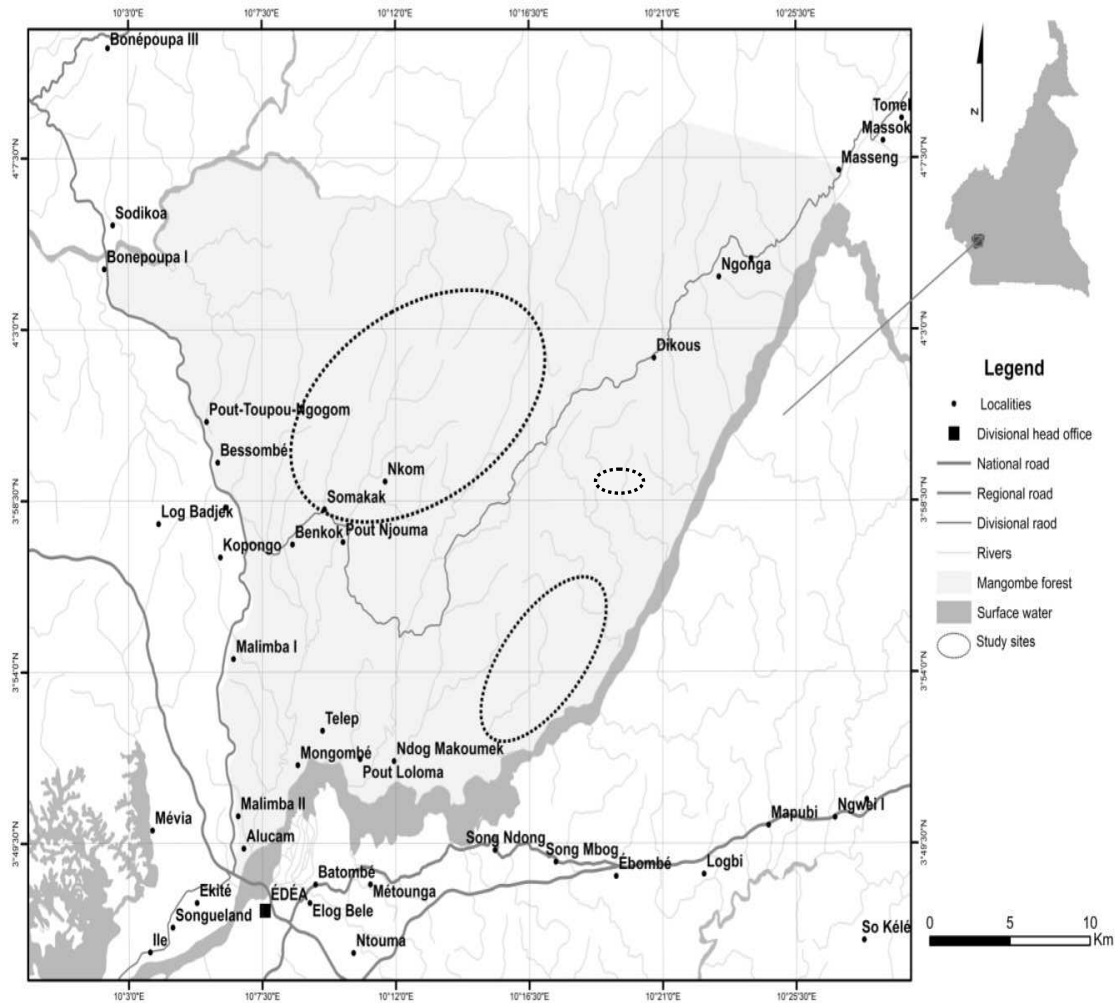 10°3'0"E 10°7'30"E 10°12'0"E 10°16'30"E 10°21'0"E 10°25'30"E
Bonépoupa III
N
Tomel
Massok
4°7'30"N
4°7'30"N
Masseng
Sodikoa
Bonepoupa I
Ngonga
4°3'0"N
4°3'0"N
Dikous
Legend
Localities
Divisional head office
National road
Regional road
Divisional raod
Rivers
Mangombe forest
Surface water
Study sites
Pout-Toupou-Ngogom
Bessombé
Nkom
3°58'30"N
3°58'30"N
Somakak
Log Badjek
Benkok
Pout Njouma
Kopongo
Malimba I
3°54'0"N
3°54'0"N
Telep
Mongombé
Ndog Makoumek
Pout Loloma
Malimba II
Mévia
Alucam
3°49'30"N
3°49'30"N
Mapubi
Ngwei I
Song Ndong
Song Mbog
Ébombé
Logbi
Batombé
Métounga
Ekité
ÉDÉA
Elog Bele
Songueland
Ile
Ntouma
So Kélé
0 5 10
Km
10°3'0"E 10°7'30"E 10°12'0"E 10°16'30"E 10°21'0"E 10°25'30"E